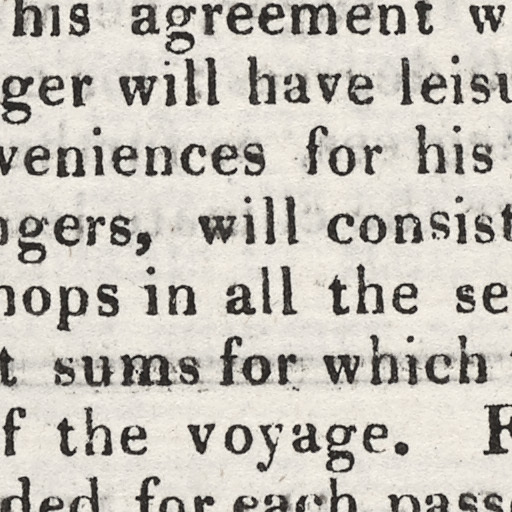 his agreement w
ger will have leisu
veniences for his
ngers, will consist
hops in all the se
t sums for which
f the voyage. F
ded for each passe